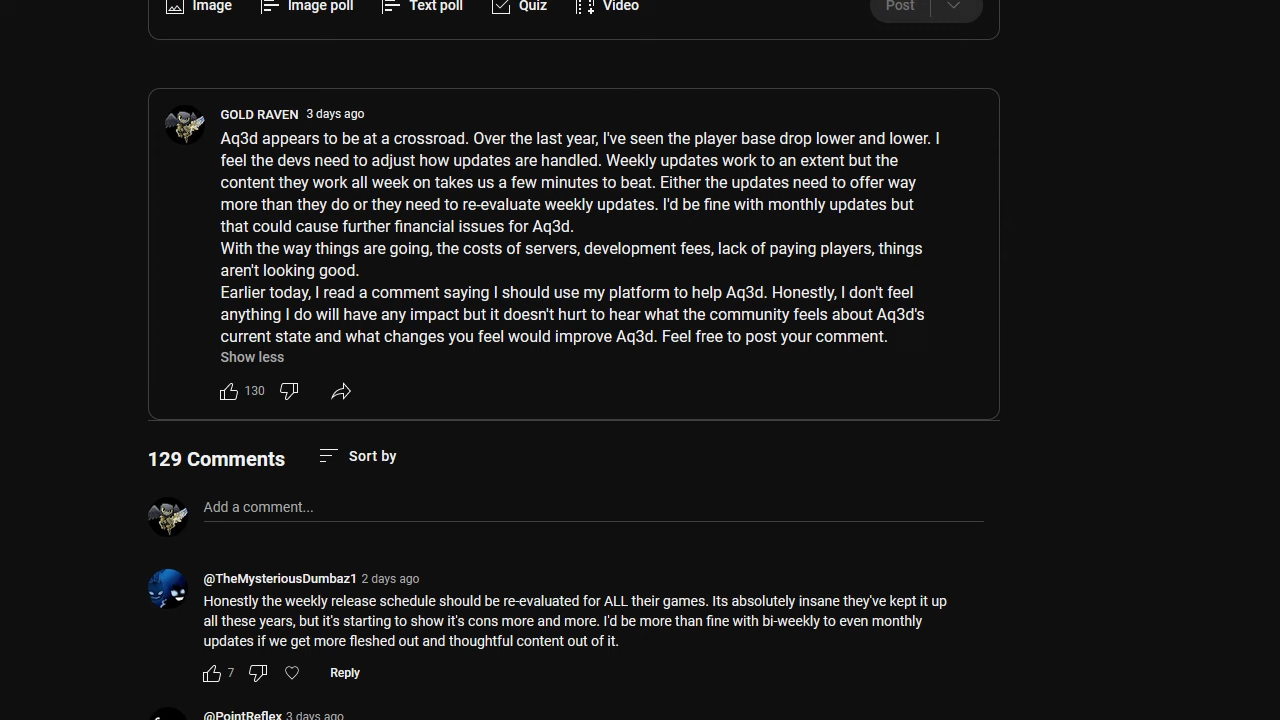 Image Image poll Text poll Quiz Video Post
GOLD RAVEN 3 days ago
Aq3d appears to be at a crossroad. Over the last year, I've seen the player base drop lower and lower. I
feel the devs need to adjust how updates are handled. Weekly updates work to an extent but the
content they work all week on takes us a few minutes to beat. Either the updates need to offer way
more than they do or they need to re-evaluate weekly updates. I'd be fine with monthly updates but
that could cause further financial issues for Aq3d.
With the way things are going, the costs of servers, development fees, lack of paying players, things
aren't looking good.
Earlier today, I read a comment saying I should use my platform to help Aq3d. Honestly, I don't feel
anything I do will have any impact but it doesn't hurt to hear what the community feels about Aq3d's
current state and what changes you feel would improve Aq3d. Feel free to post your comment.
Show less
130
129 Comments Sort by
Add a comment...
@TheMysteriousDumbaz1 2 days ago
Honestly the weekly release schedule should be re-evaluated for ALL their games. Its absolutely insane they've kept it up
all these years, but it's starting to show it's cons more and more. I'd be more than fine with bi-weekly to even monthly
updates if we get more fleshed out and thoughtful content out of it.
7 Reply
@PointReflex 3 days ago